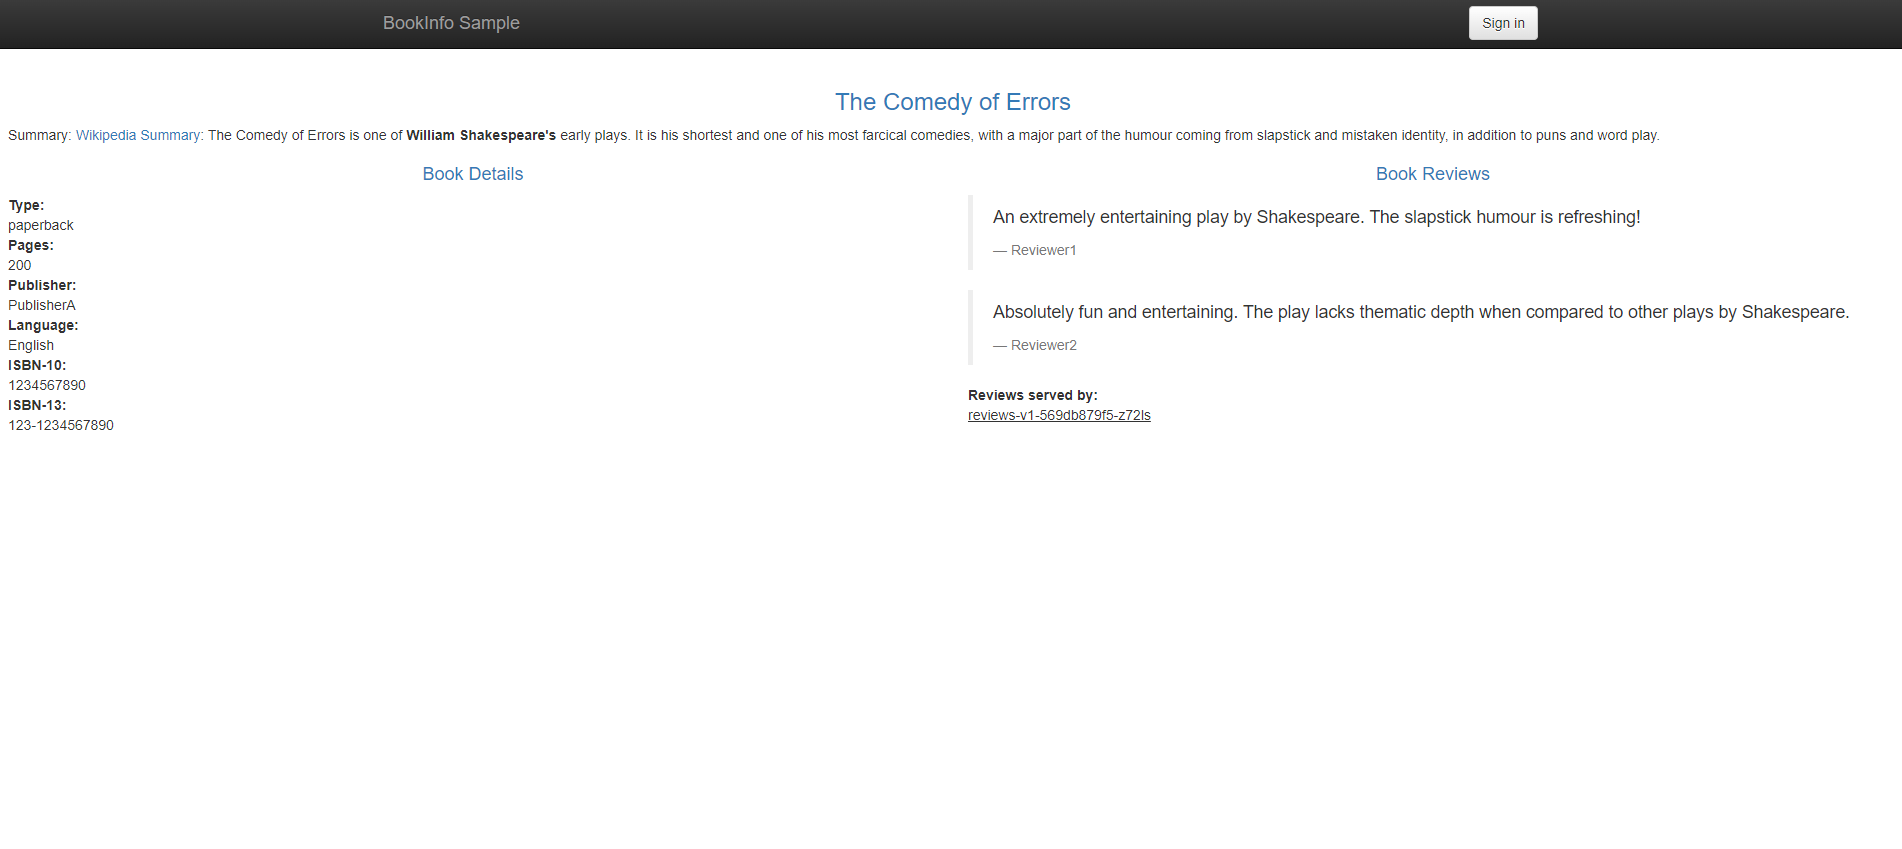 BookInfo Sample
Sign in
The Comedy of Errors
Summary: Wikipedia Summary: The Comedy of Errors is one of William Shakespeare's early plays. It is his shortest and one of his most farcical comedies, with a major part of the humour coming from slapstick and mistaken identity, in addition to puns and word play.
Book Details
Type:
paperback
Pages:
200
Publisher:
PublisherA
Language:
English
ISBN-10:
1234567890
ISBN-13:
123-1234567890
Book Reviews
An extremely entertaining play by Shakespeare. The slapstick humour is refreshing!
— Reviewer1
Absolutely fun and entertaining. The play lacks thematic depth when compared to other plays by Shakespeare.
— Reviewer2
Reviews served by:
reviews-v1-569db879f5-z72ls